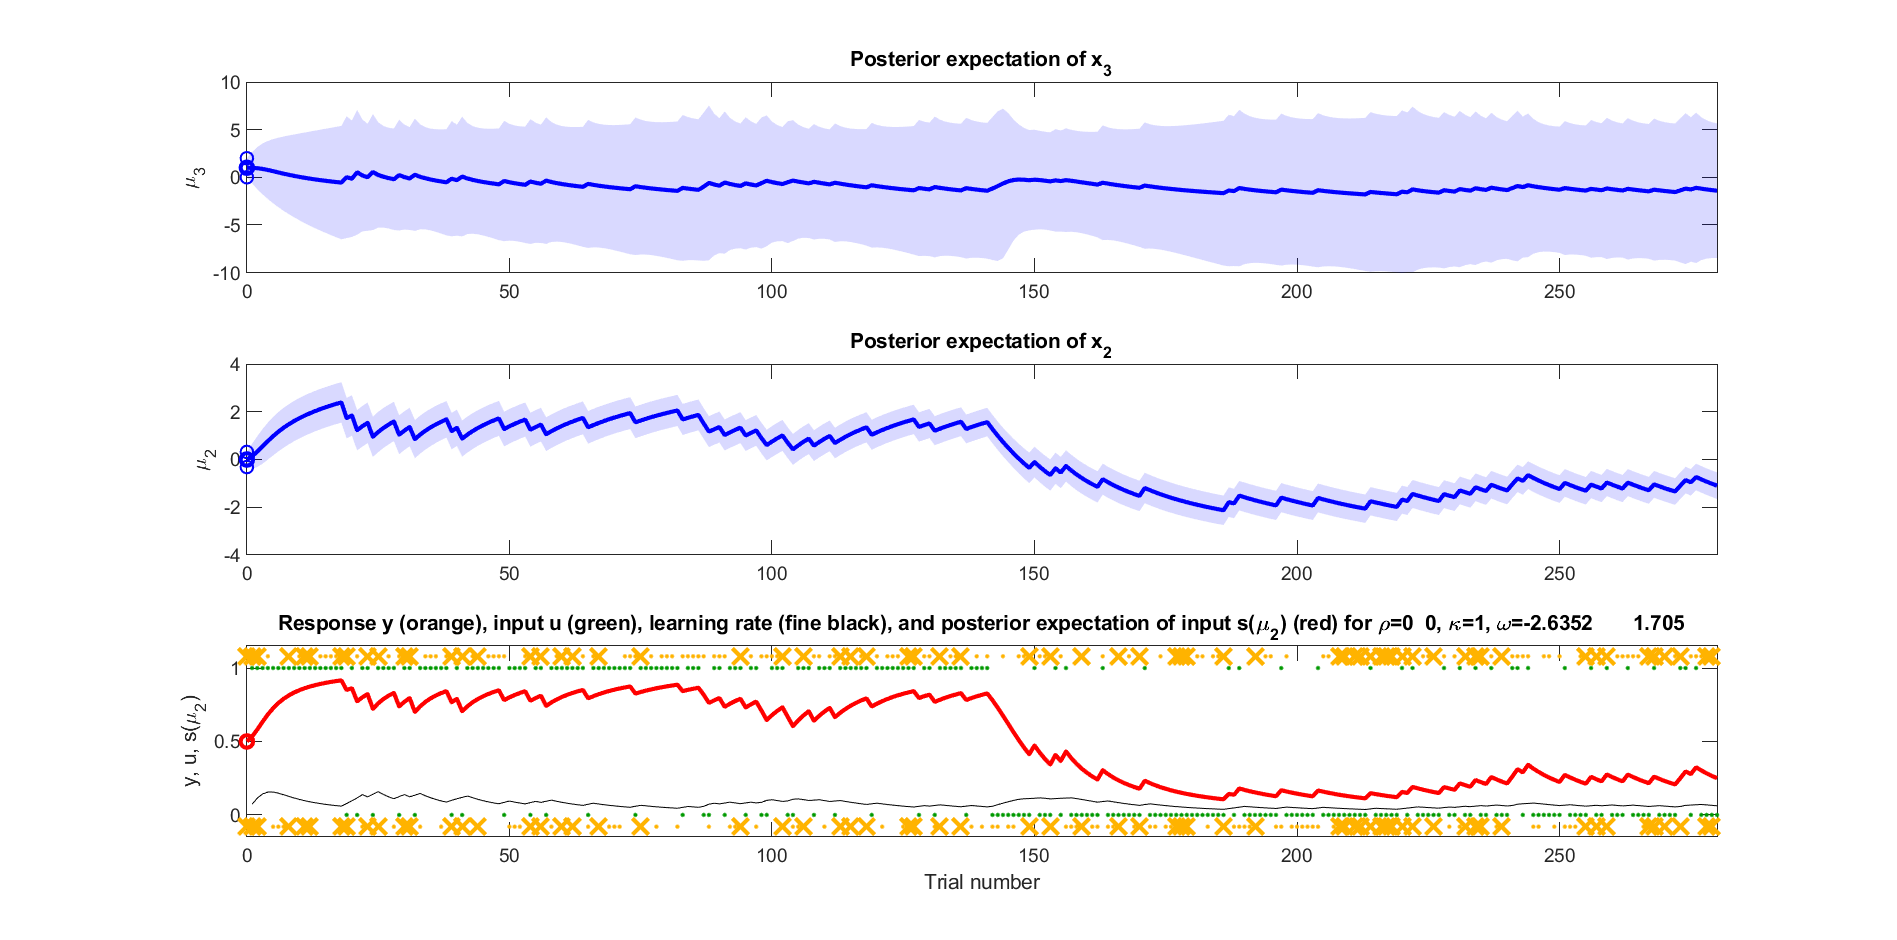 Posterior expectation of x3
μ3
10
5
0
-5
-10
0 50 100 150 200 250
Posterior expectation of x2
μ2
4
2
0
-2
-4
0 50 100 150 200 250
Response y (orange), input u (green), learning rate (fine black), and posterior expectation of input s(μ2) (red) for ρ=0 0, κ=1, ω=-2.6352 1.705
y, u, s(μ2)
1
0.5
0
0 50 100 150 200 250
Trial number